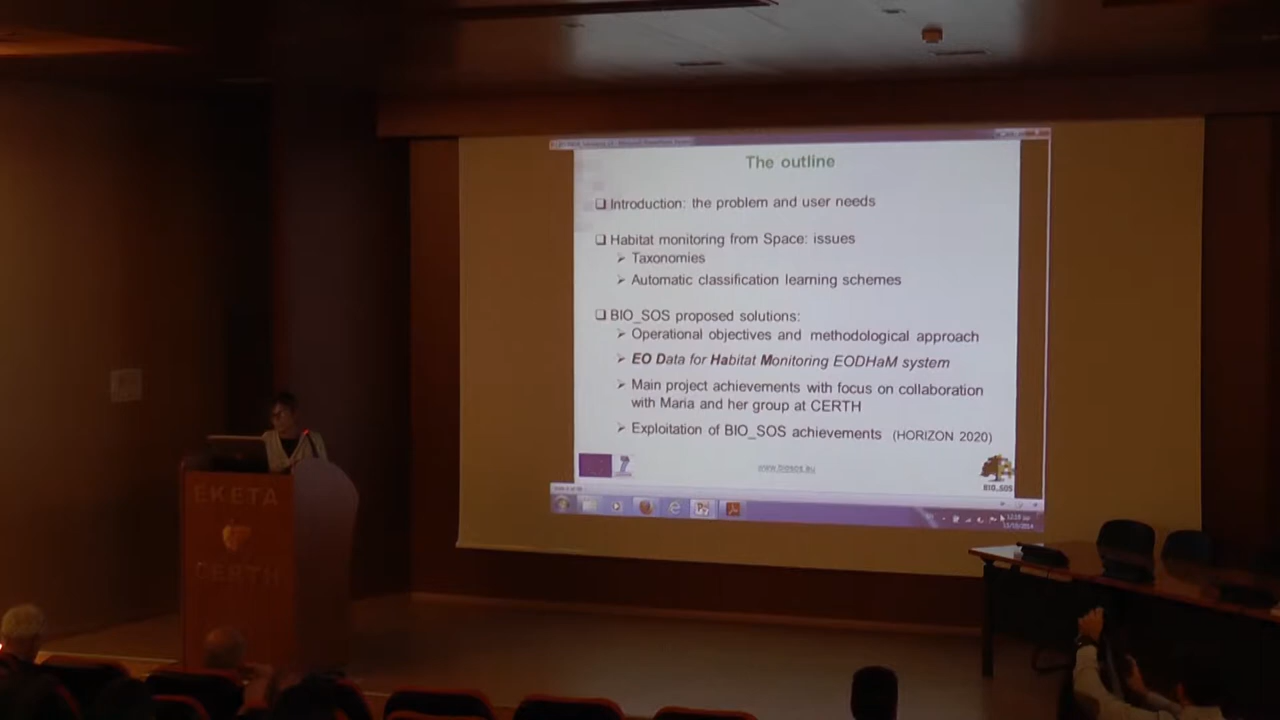 The outline
❑ Introduction: the problem and user needs
❑ Habitat monitoring from Space: issues
➢ Taxonomies
➢ Automatic classification learning schemes
❑ BIO_SOS proposed solutions:
➢ Operational objectives and methodological approach
➢ EO Data for Habitat Monitoring EODHaM system
➢ Main project achievements with focus on collaboration
with Maria and her group at CERTH
➢ Exploitation of BIO_SOS achievements (HORIZON 2020)
www.biosos.eu
BIO_SOS
EKETA
CERTH